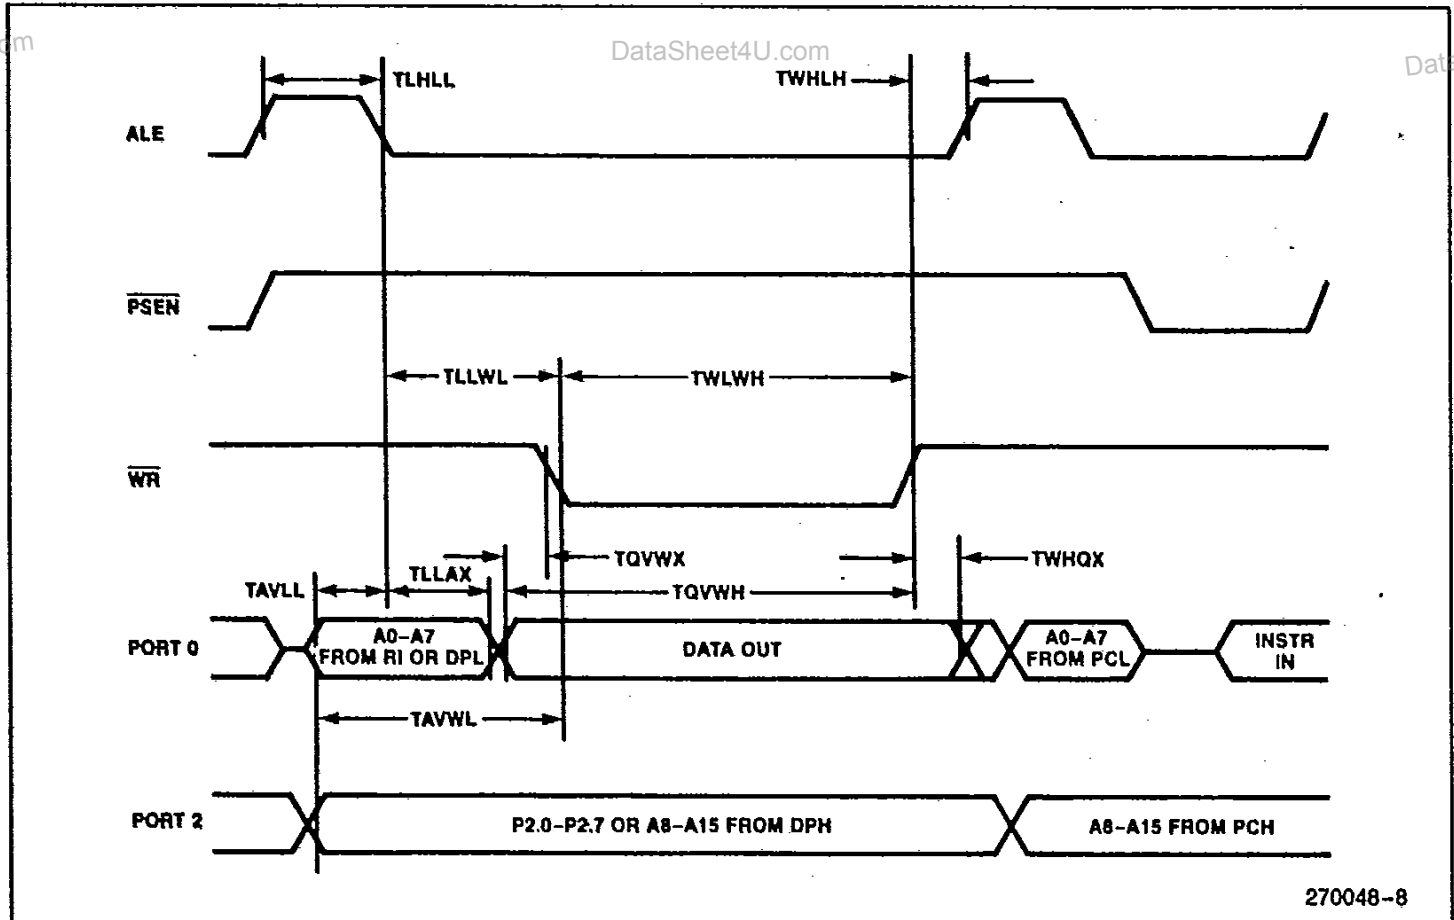 om
DataSheet4U.com
Data
TLHLL
TWHLH
ALE
PSEN
TLLWL
TWLWH
WR
TQVWX
TWHQX
TLLAX
TAVLL
TQVWH
PORT 0
A0–A7
FROM RI OR DPL
DATA OUT
A0–A7
FROM PCL
INSTR
IN
TAVWL
PORT 2
P2.0–P2.7 OR A8–A15 FROM DPH
A8–A15 FROM PCH
270048–8